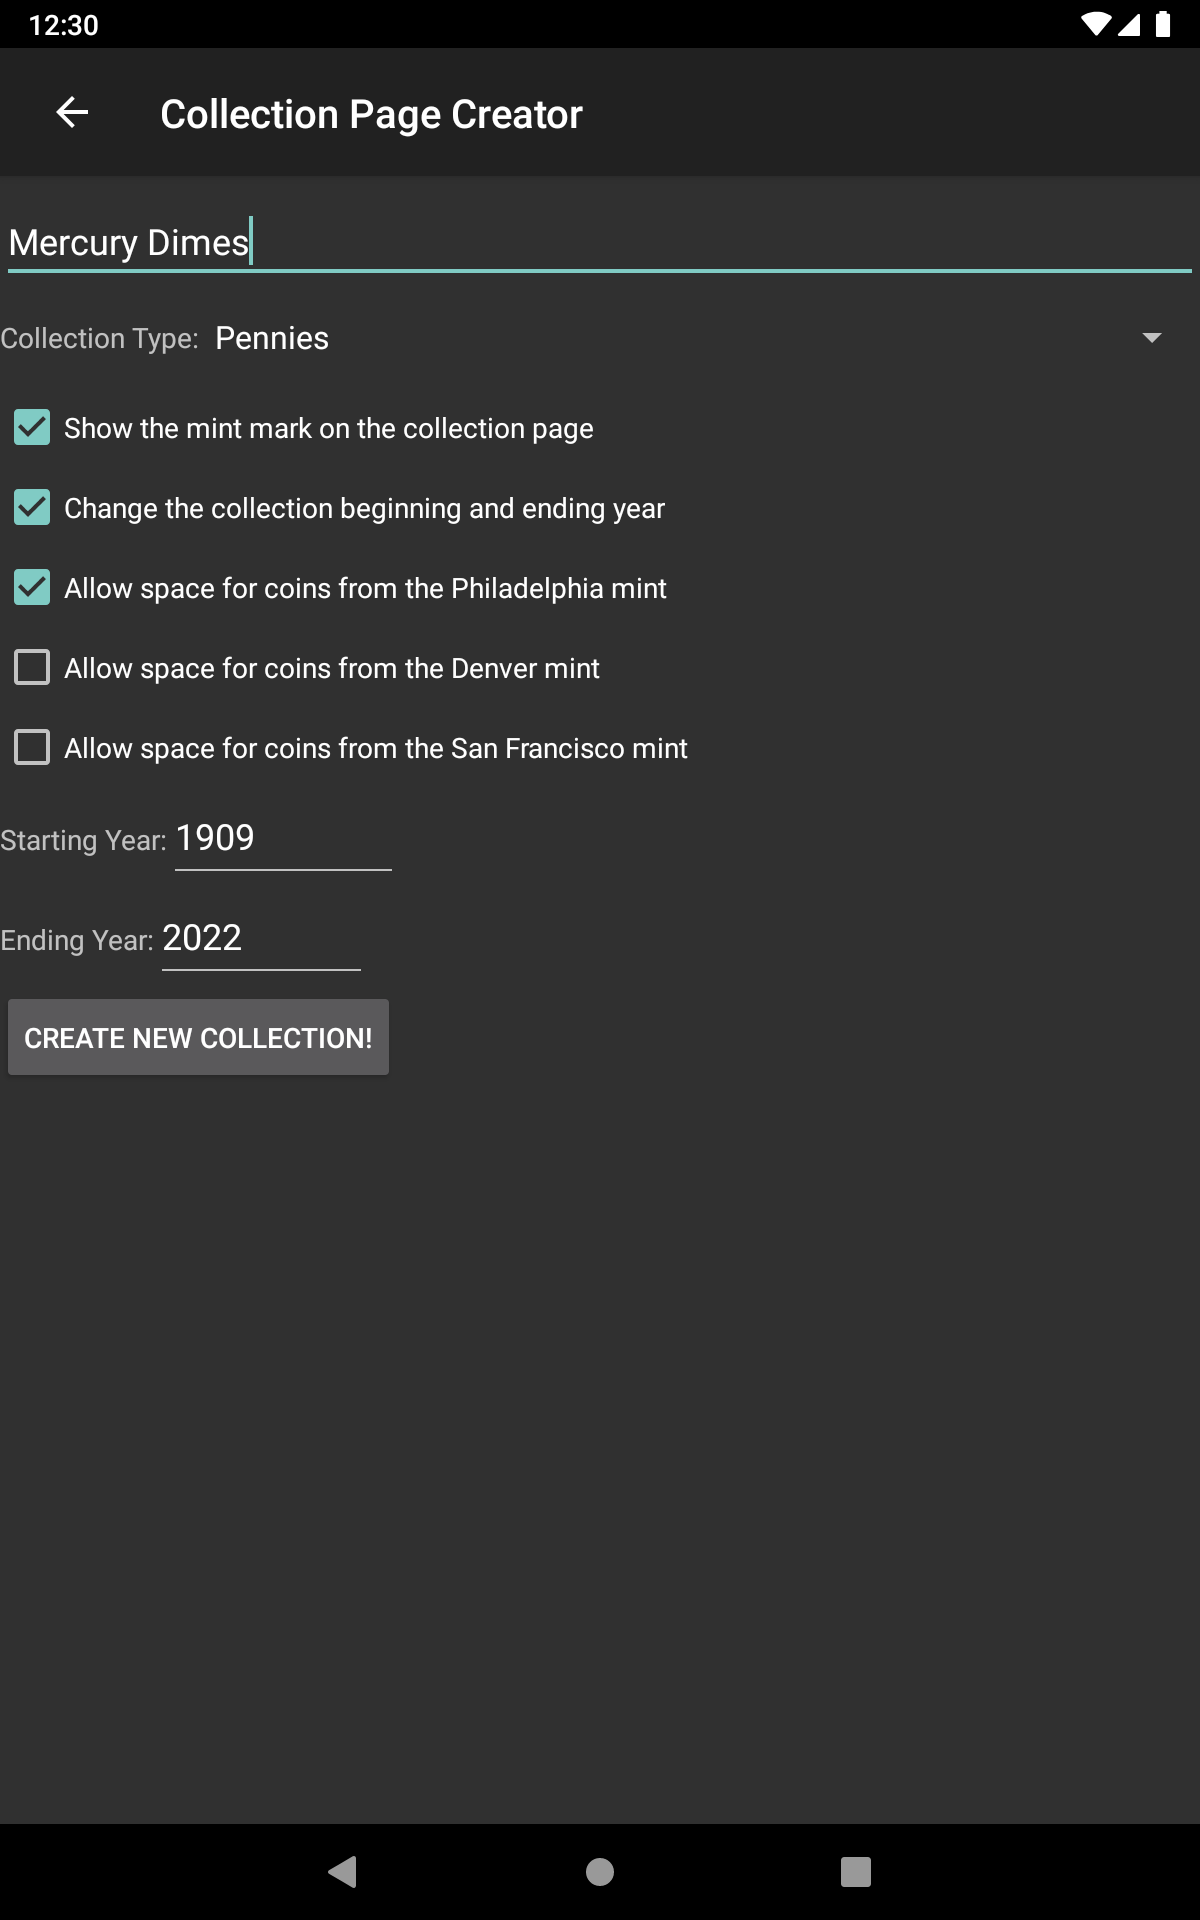 12:30
Collection Page Creator
Mercury Dimes
Collection Type: Pennies
Show the mint mark on the collection page
Change the collection beginning and ending year
Allow space for coins from the Philadelphia mint
Allow space for coins from the Denver mint
Allow space for coins from the San Francisco mint
Starting Year: 1909
Ending Year: 2022
CREATE NEW COLLECTION!